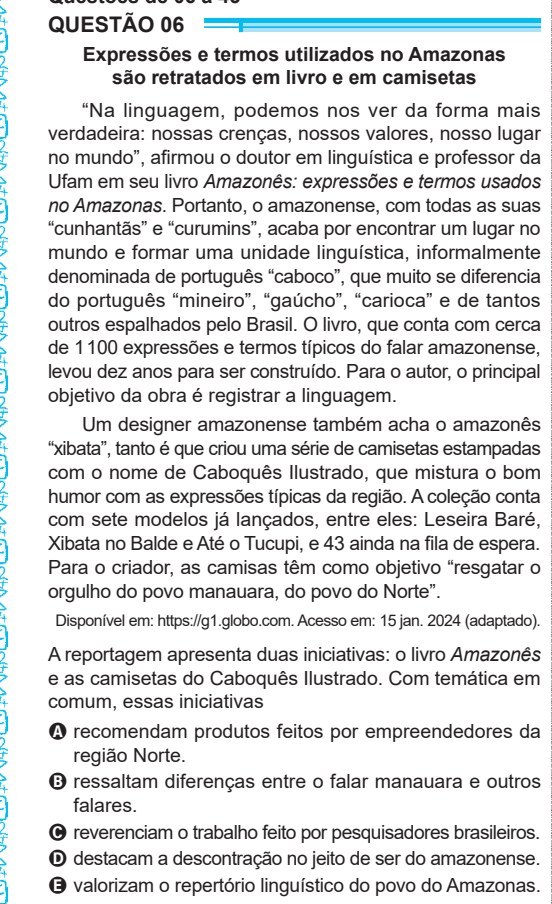 Questões de 06 a 45
QUESTÃO 06
Expressões e termos utilizados no Amazonas
são retratados em livro e em camisetas
“Na linguagem, podemos nos ver da forma mais
verdadeira: nossas crenças, nossos valores, nosso lugar
no mundo”, afirmou o doutor em linguística e professor da
Ufam em seu livro Amazonês: expressões e termos usados
no Amazonas. Portanto, o amazonense, com todas as suas
“cunhantãs” e “curumins”, acaba por encontrar um lugar no
mundo e formar uma unidade linguística, informalmente
denominada de português “caboco”, que muito se diferencia
do português “mineiro”, “gaúcho”, “carioca” e de tantos
outros espalhados pelo Brasil. O livro, que conta com cerca
de 1 100 expressões e termos típicos do falar amazonense,
levou dez anos para ser construído. Para o autor, o principal
objetivo da obra é registrar a linguagem.
Um designer amazonense também acha o amazonês
“xibata”, tanto é que criou uma série de camisetas estampadas
com o nome de Caboquês Ilustrado, que mistura o bom
humor com as expressões típicas da região. A coleção conta
com sete modelos já lançados, entre eles: Leseira Baré,
Xibata no Balde e Até o Tucupi, e 43 ainda na fila de espera.
Para o criador, as camisas têm como objetivo “resgatar o
orgulho do povo manauara, do povo do Norte”.
Disponível em: https://g1.globo.com. Acesso em: 15 jan. 2024 (adaptado).
A reportagem apresenta duas iniciativas: o livro Amazonês
e as camisetas do Caboquês Ilustrado. Com temática em
comum, essas iniciativas
A recomendam produtos feitos por empreendedores da
região Norte.
B ressaltam diferenças entre o falar manauara e outros
falares.
C reverenciam o trabalho feito por pesquisadores brasileiros.
D destacam a descontração no jeito de ser do amazonense.
E valorizam o repertório linguístico do povo do Amazonas.